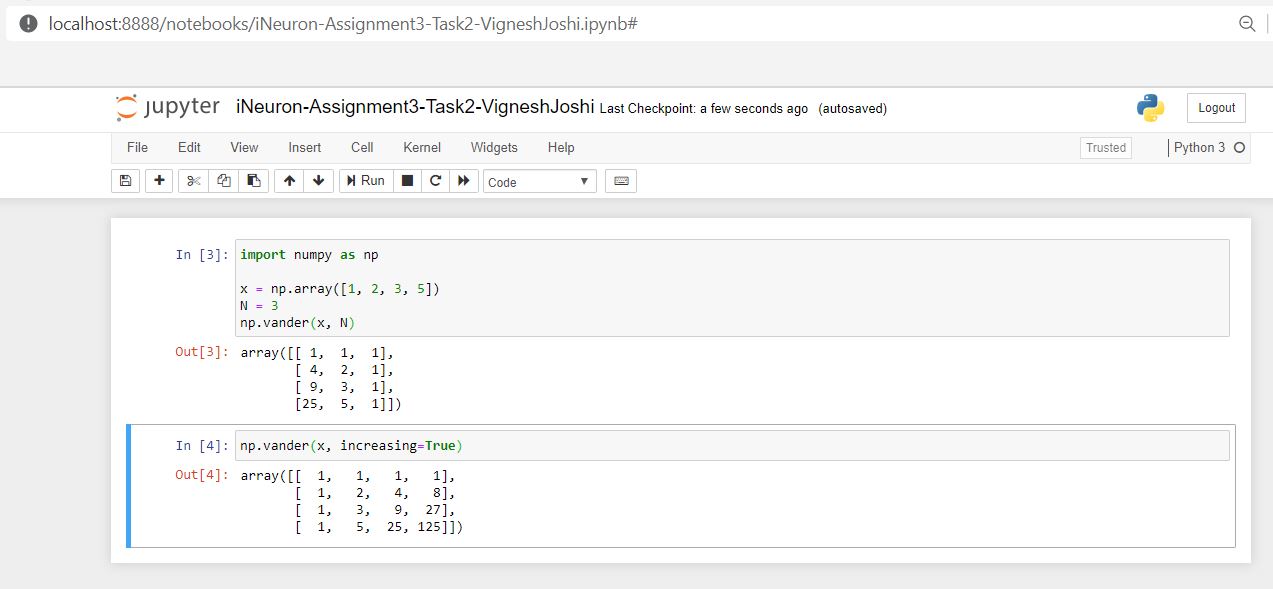 localhost:8888/notebooks/iNeuron-Assignment3-Task2-VigneshJoshi.ipynb#
jupyter iNeuron-Assignment3-Task2-VigneshJoshi Last Checkpoint: a few seconds ago (autosaved) Logout
File Edit View Insert Cell Kernel Widgets Help Trusted Python 3
Run Code
In [3]: import numpy as np
x = np.array([1, 2, 3, 5])
N = 3
np.vander(x, N)
Out[3]: array([[ 1,  1,  1],
       [ 4,  2,  1],
       [ 9,  3,  1],
       [25,  5,  1]])
In [4]: np.vander(x, increasing=True)
Out[4]: array([[  1,   1,   1,   1],
       [  1,   2,   4,   8],
       [  1,   3,   9,  27],
       [  1,   5,  25, 125]])